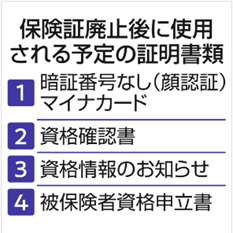 保険証廃止後に使用
される予定の証明書類
1 暗証番号なし(顔認証)
マイナカード
2 資格確認書
3 資格情報のお知らせ
4 被保険者資格申立書